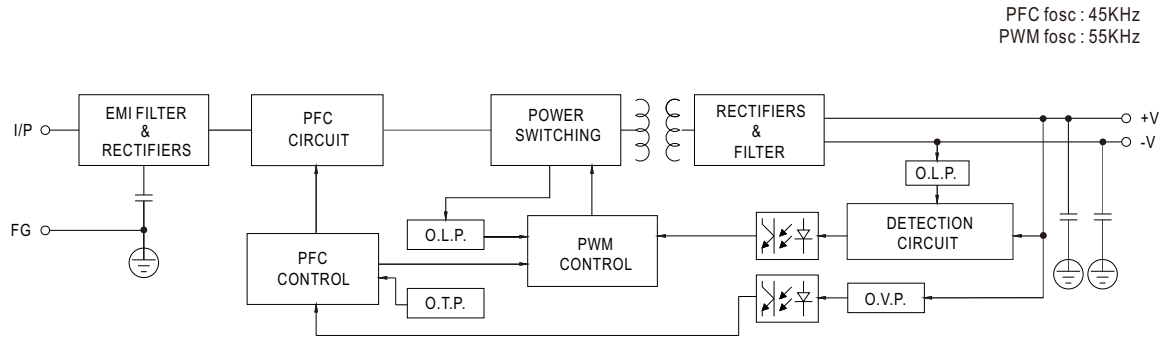 PFC fosc : 45KHz
PWM fosc : 55KHz
I/P
EMI FILTER
&
RECTIFIERS
PFC
CIRCUIT
POWER
SWITCHING
RECTIFIERS
&
FILTER
+V
-V
O.L.P.
FG
O.L.P.
PWM
CONTROL
DETECTION
CIRCUIT
PFC
CONTROL
O.T.P.
O.V.P.